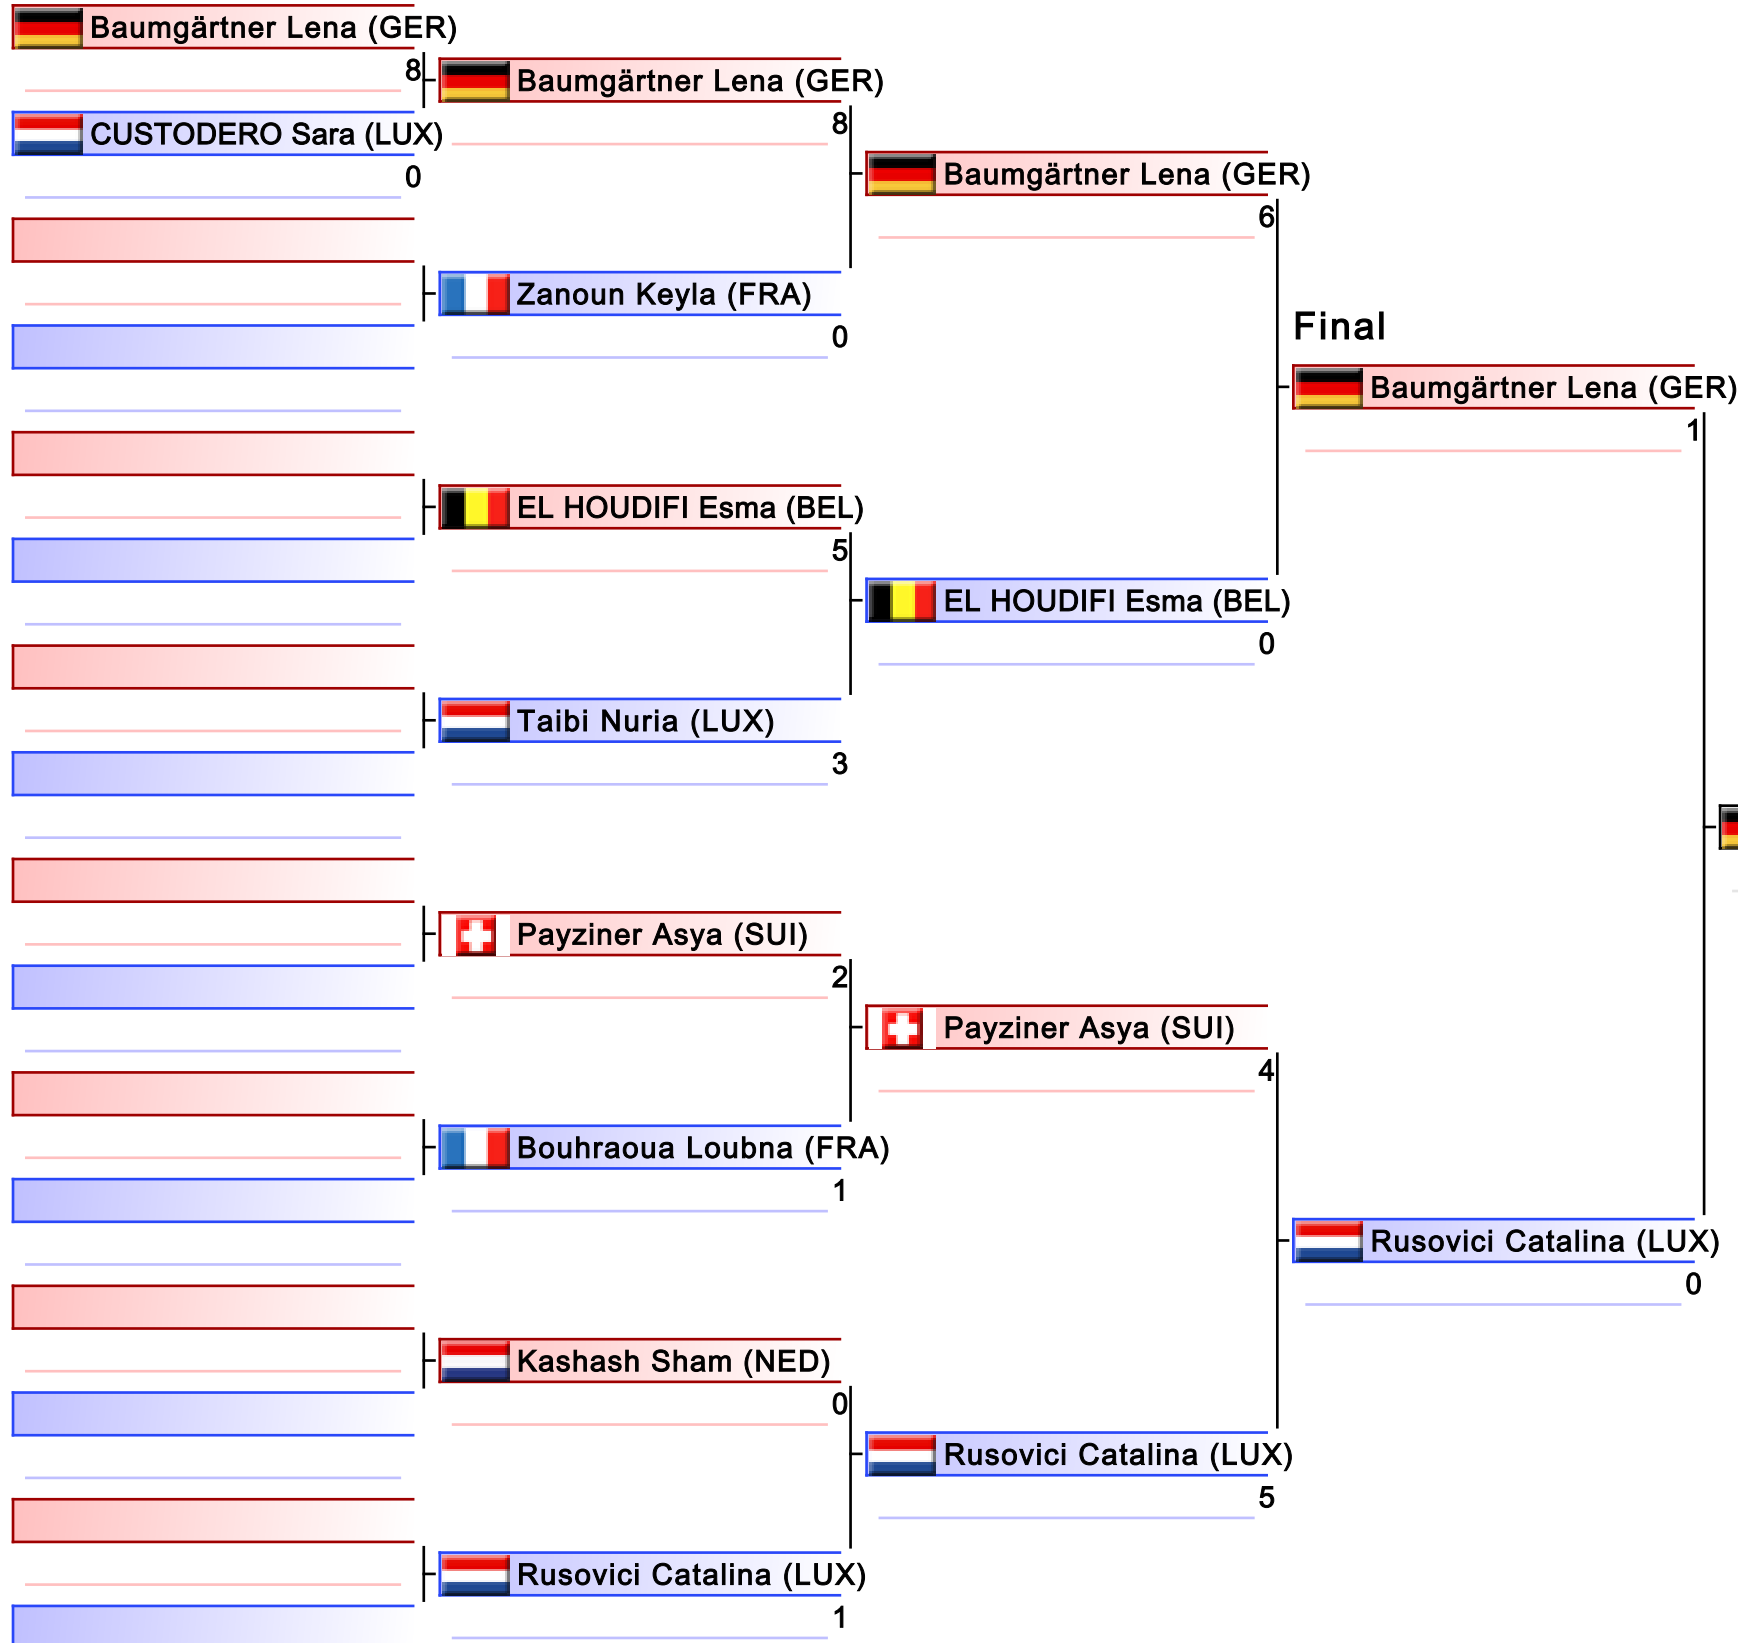 Baumgärtner Lena (GER)
8
CUSTODERO Sara (LUX)
0
Baumgärtner Lena (GER)
8
Zanoun Keyla (FRA)
0
EL HOUDIFI Esma (BEL)
5
Taibi Nuria (LUX)
3
Payziner Asya (SUI)
2
Bouhraoua Loubna (FRA)
1
Kashash Sham (NED)
0
Rusovici Catalina (LUX)
1
Baumgärtner Lena (GER)
6
EL HOUDIFI Esma (BEL)
0
Payziner Asya (SUI)
4
Rusovici Catalina (LUX)
5
Final
Baumgärtner Lena (GER)
1
Rusovici Catalina (LUX)
0